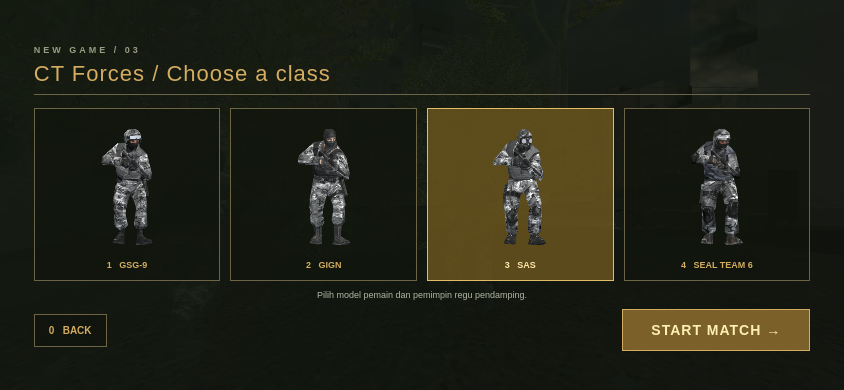 NEW GAME / 03
CT Forces / Choose a class
1 GSG-9
2 GIGN
3 SAS
4 SEAL TEAM 6
Pilih model pemain dan pemimpin regu pendamping.
0 BACK
START MATCH →